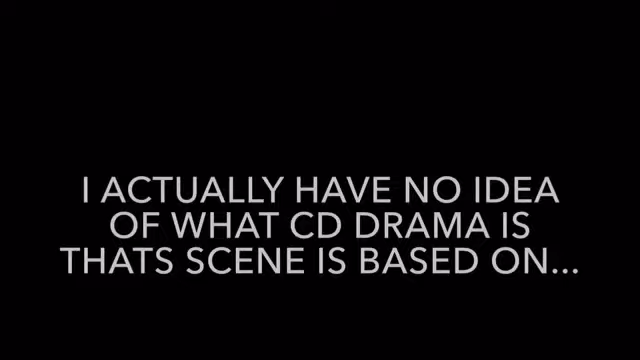 I ACTUALLY HAVE NO IDEA
OF WHAT CD DRAMA IS
THATS SCENE IS BASED ON...